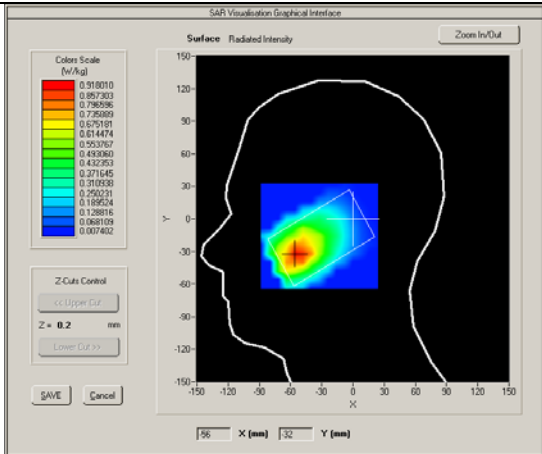 SAR Visualisation Graphical Interface
Surface Radiated Intensity
Zoom In/Out
Colors Scale
(W/kg)
0.918010
0.857303
0.796596
0.735889
0.675181
0.614474
0.553767
0.493060
0.432353
0.371645
0.310938
0.250231
0.189524
0.128816
0.068109
0.007402
Z-Cuts Control
<< Upper Cut
Z = 0.2 mm
Lower Cut >>
SAVE Cancel
150
120
90
60
30
0
-30
-60
-90
-120
-150
Y
-150 -120 -90 -60 -30 0 30 60 90 120 150
X
-56 X (mm) -32 Y (mm)